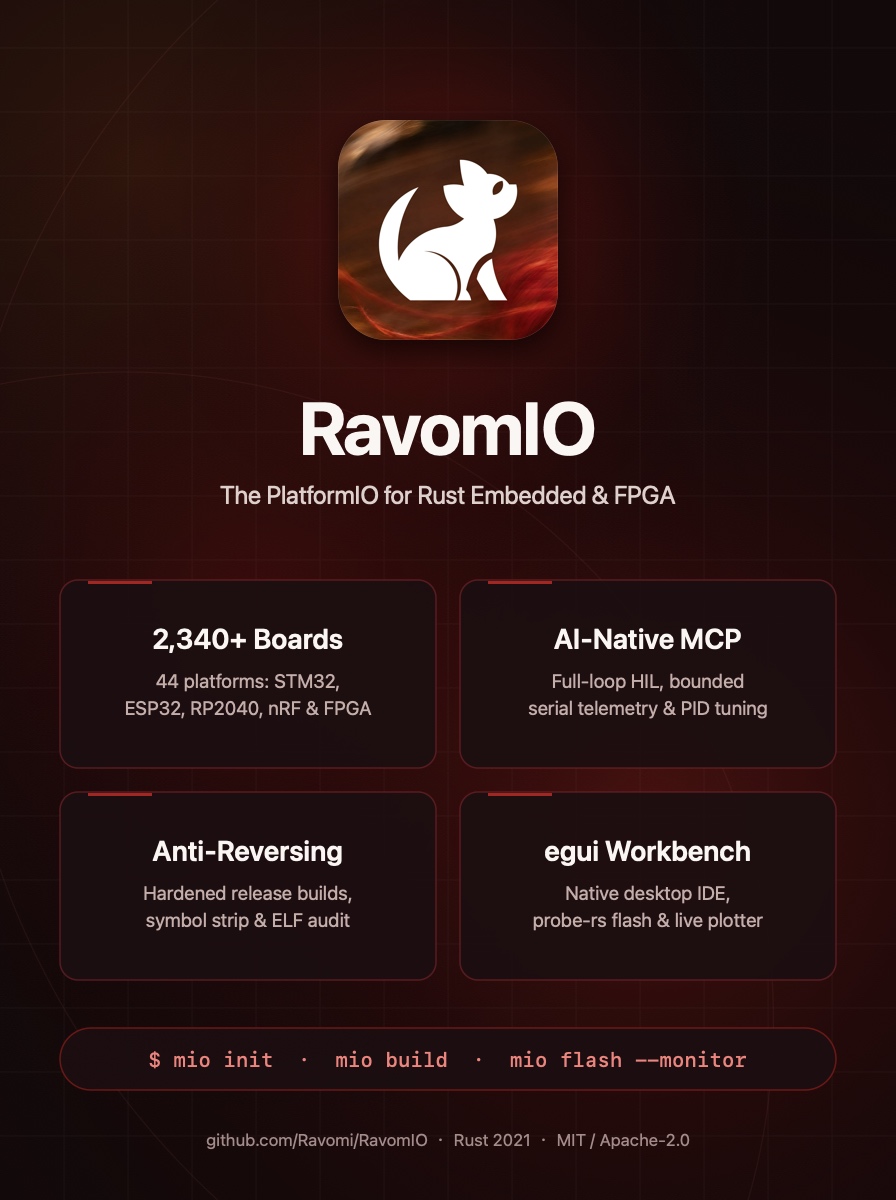 RavomIO
The PlatformIO for Rust Embedded & FPGA
2,340+ Boards
44 platforms: STM32,
ESP32, RP2040, nRF & FPGA
AI-Native MCP
Full-loop HIL, bounded
serial telemetry & PID tuning
Anti-Reversing
Hardened release builds,
symbol strip & ELF audit
egui Workbench
Native desktop IDE,
probe-rs flash & live plotter
$ mio init · mio build · mio flash --monitor
github.com/Ravomi/RavomIO · Rust 2021 · MIT / Apache-2.0